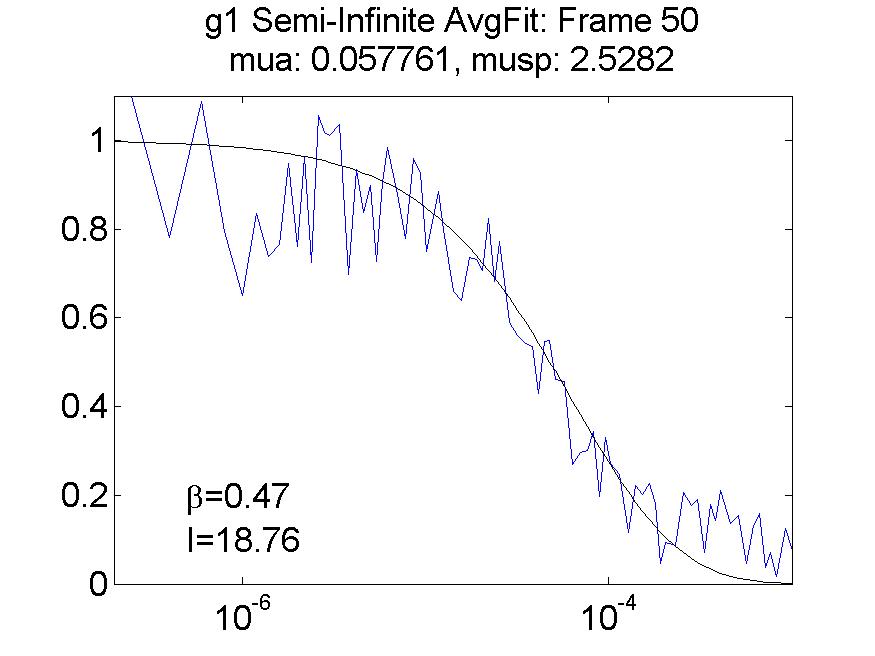 g1 Semi-Infinite AvgFit: Frame 50
mua: 0.057761, musp: 2.5282
1
0.8
0.6
0.4
0.2
0
β=0.47
I=18.76
10^-6
10^-4